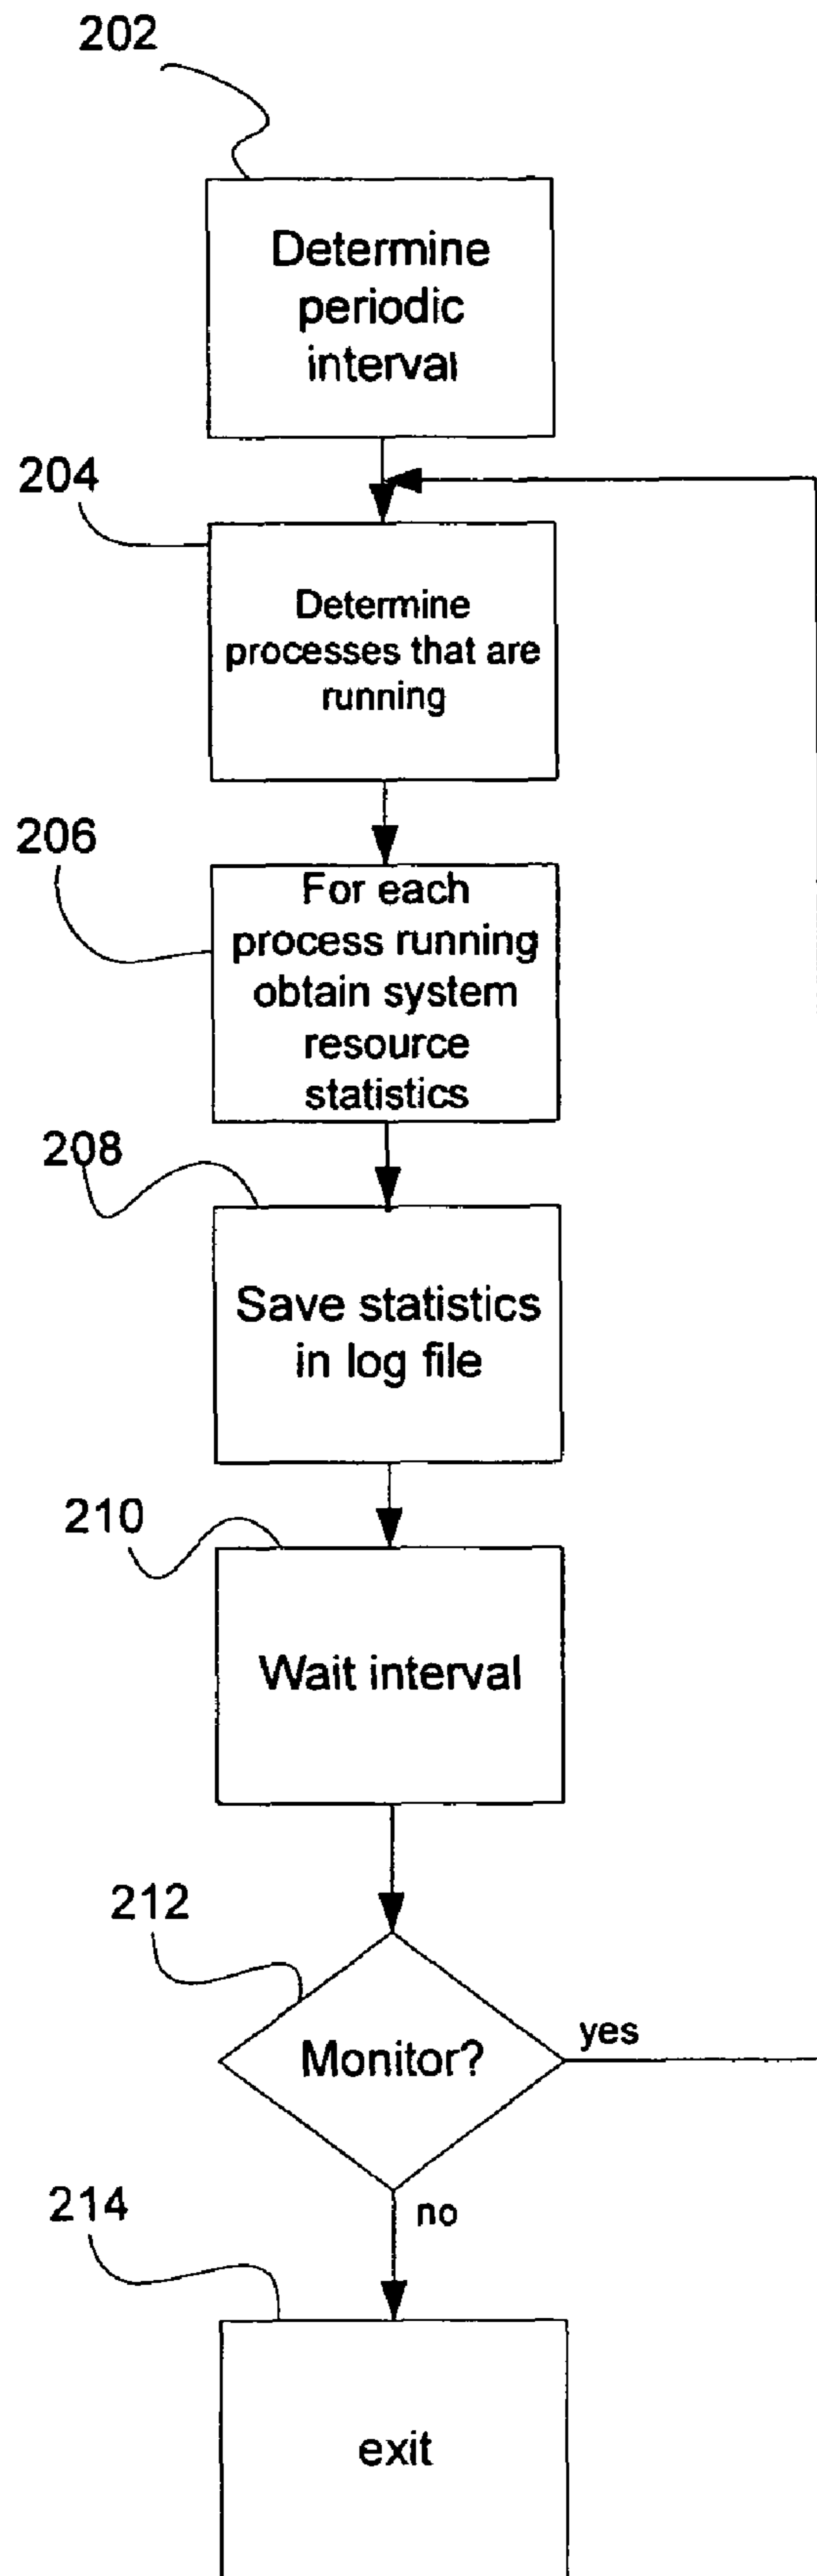 202
Determine
periodic
interval
204
Determine
processes that are
running
206
For each
process running
obtain system
resource
statistics
208
Save statistics
in log file
210
Wait interval
212
Monitor?
yes
no
214
exit